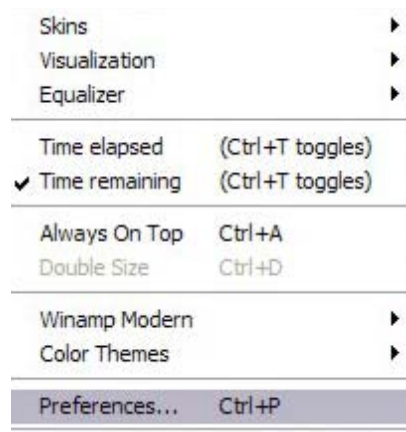 Skins
Visualization
Equalizer
Time elapsed (Ctrl+T toggles)
Time remaining (Ctrl+T toggles)
Always On Top Ctrl+A
Double Size Ctrl+D
Winamp Modern
Color Themes
Preferences... Ctrl+P